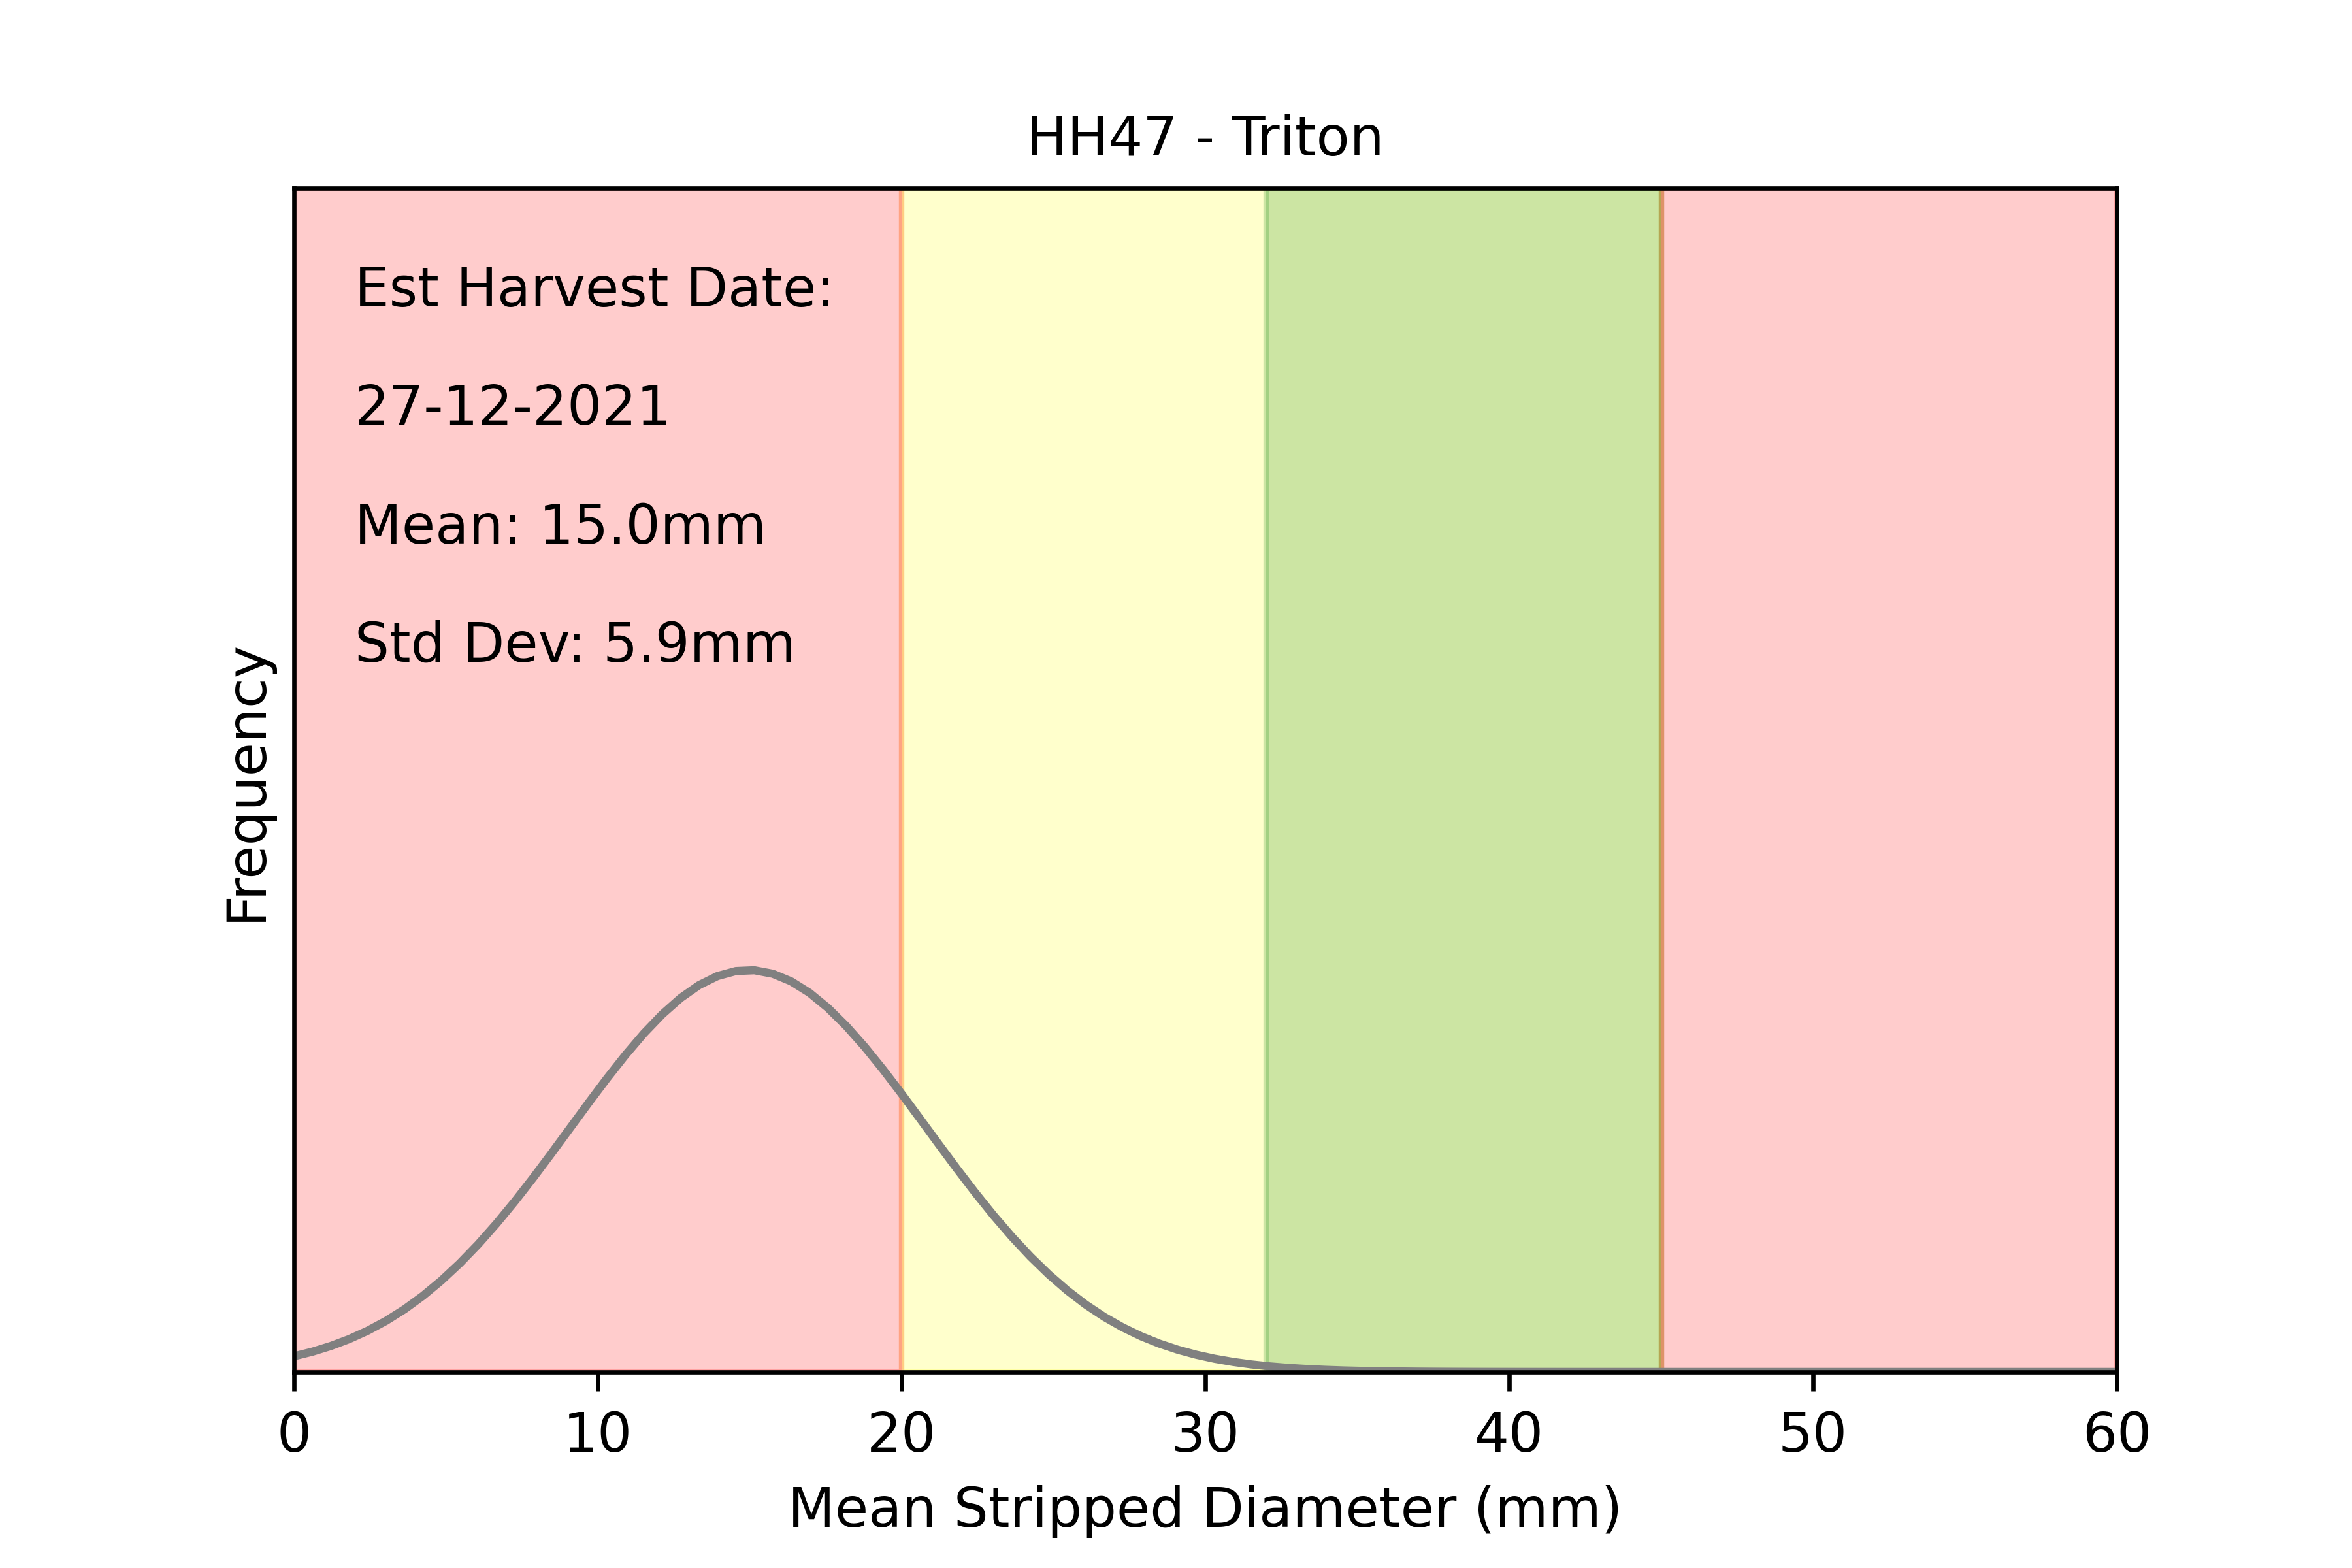 HH47 - Triton
Est Harvest Date:
27-12-2021
Mean: 15.0mm
Std Dev: 5.9mm
Frequency
0 10 20 30 40 50 60
Mean Stripped Diameter (mm)